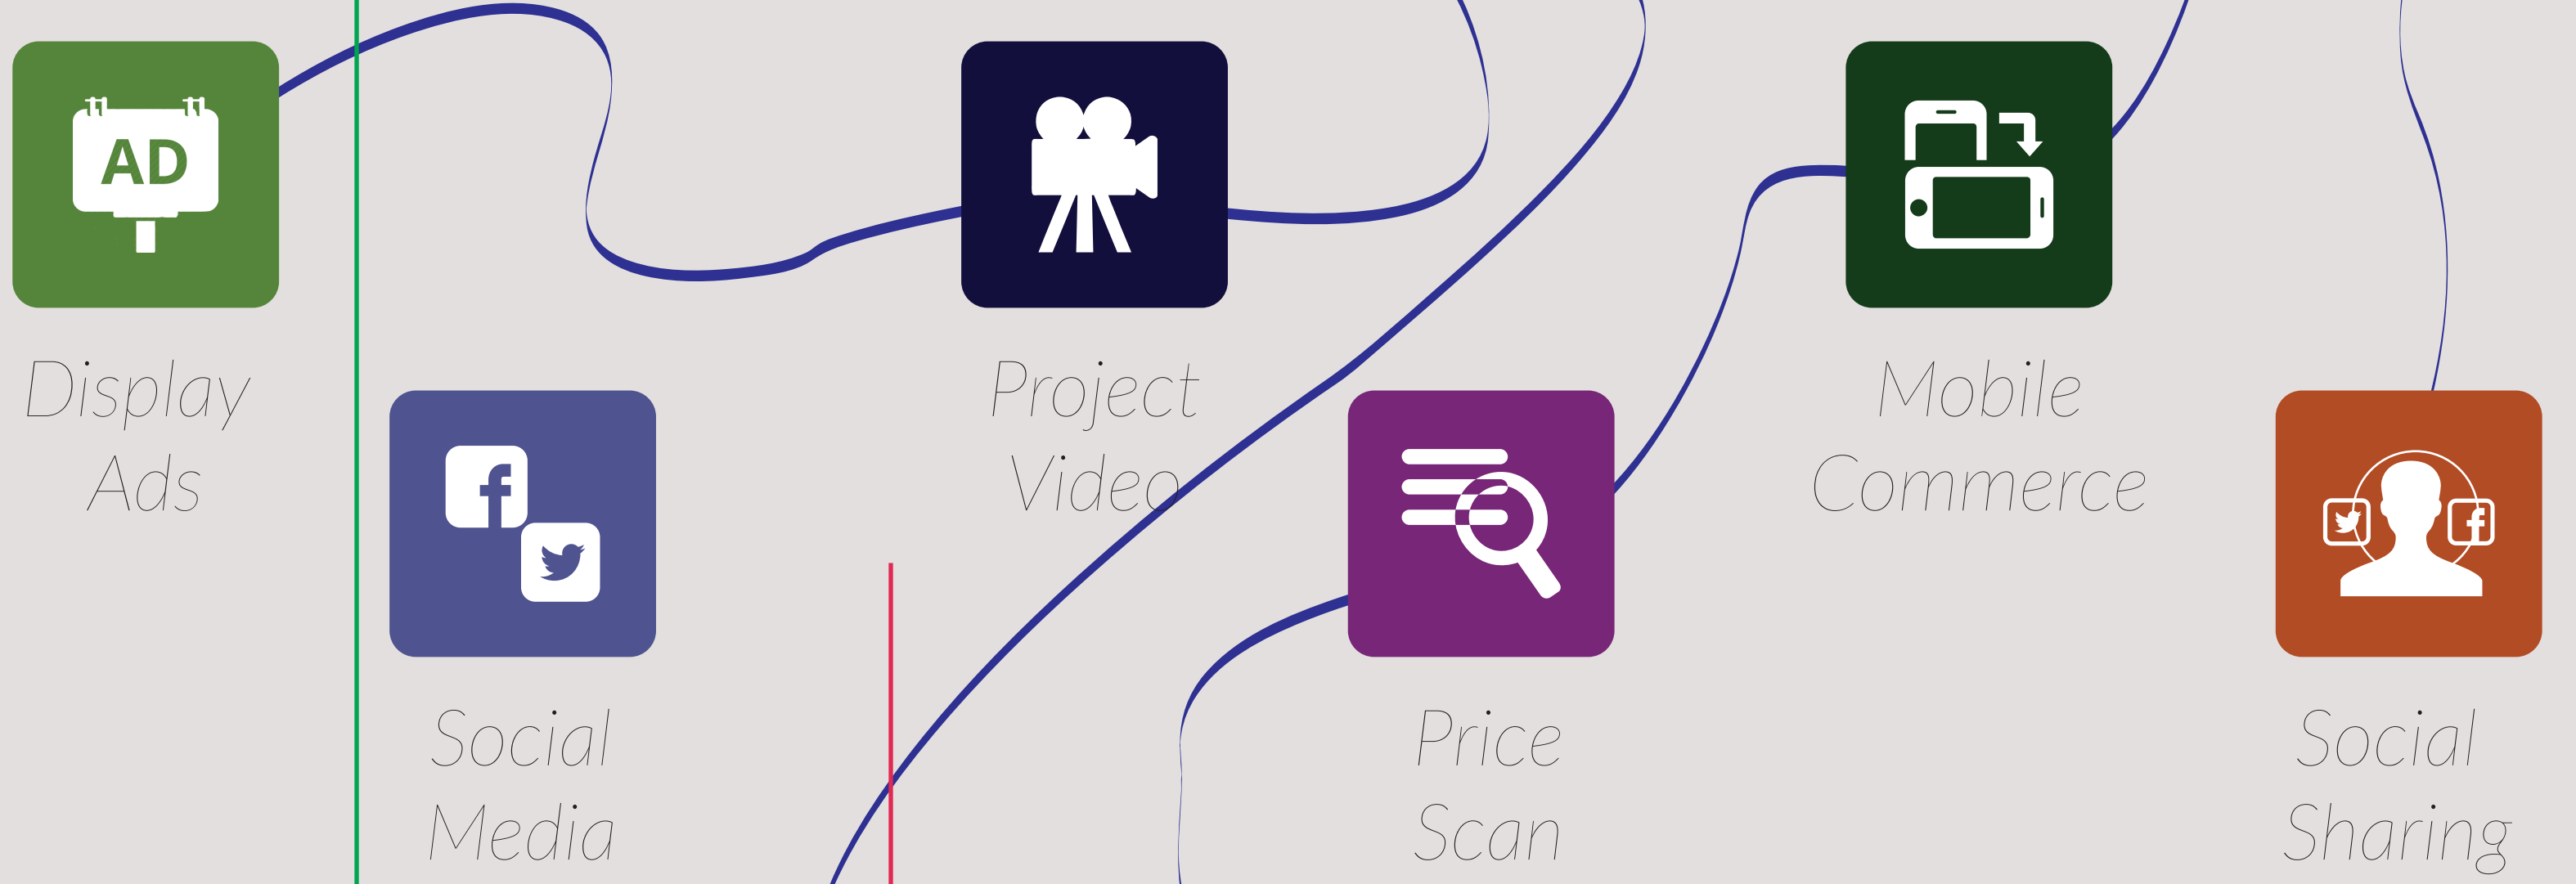 AD
Display
Ads
Project
Video
Mobile
Commerce
Social
Media
Price
Scan
Social
Sharing